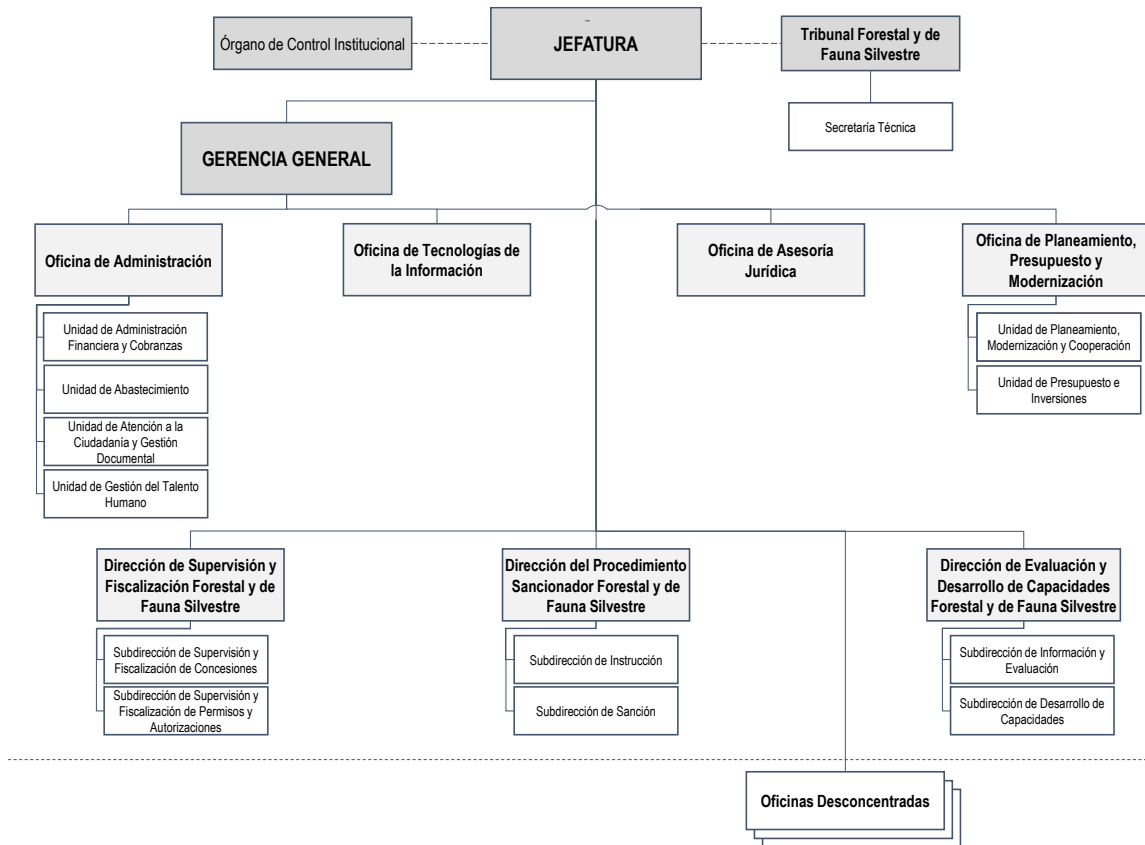 Órgano de Control Institucional
JEFATURA
Tribunal Forestal y de
Fauna Silvestre
Secretaría Técnica
GERENCIA GENERAL
Oficina de Administración
Oficina de Tecnologías de
la Información
Oficina de Asesoría
Jurídica
Oficina de Planeamiento,
Presupuesto y
Modernización
Unidad de Administración
Financiera y Cobranzas
Unidad de Abastecimiento
Unidad de Atención a la
Ciudadanía y Gestión
Documental
Unidad de Gestión del Talento
Humano
Unidad de Planeamiento,
Modernización y Cooperación
Unidad de Presupuesto e
Inversiones
Dirección de Supervisión y
Fiscalización Forestal y de
Fauna Silvestre
Subdirección de Supervisión y
Fiscalización de Concesiones
Subdirección de Supervisión y
Fiscalización de Permisos y
Autorizaciones
Dirección del Procedimiento
Sancionador Forestal y de
Fauna Silvestre
Subdirección de Instrucción
Subdirección de Sanción
Dirección de Evaluación y
Desarrollo de Capacidades
Forestal y de Fauna Silvestre
Subdirección de Información y
Evaluación
Subdirección de Desarrollo de
Capacidades
Oficinas Desconcentradas